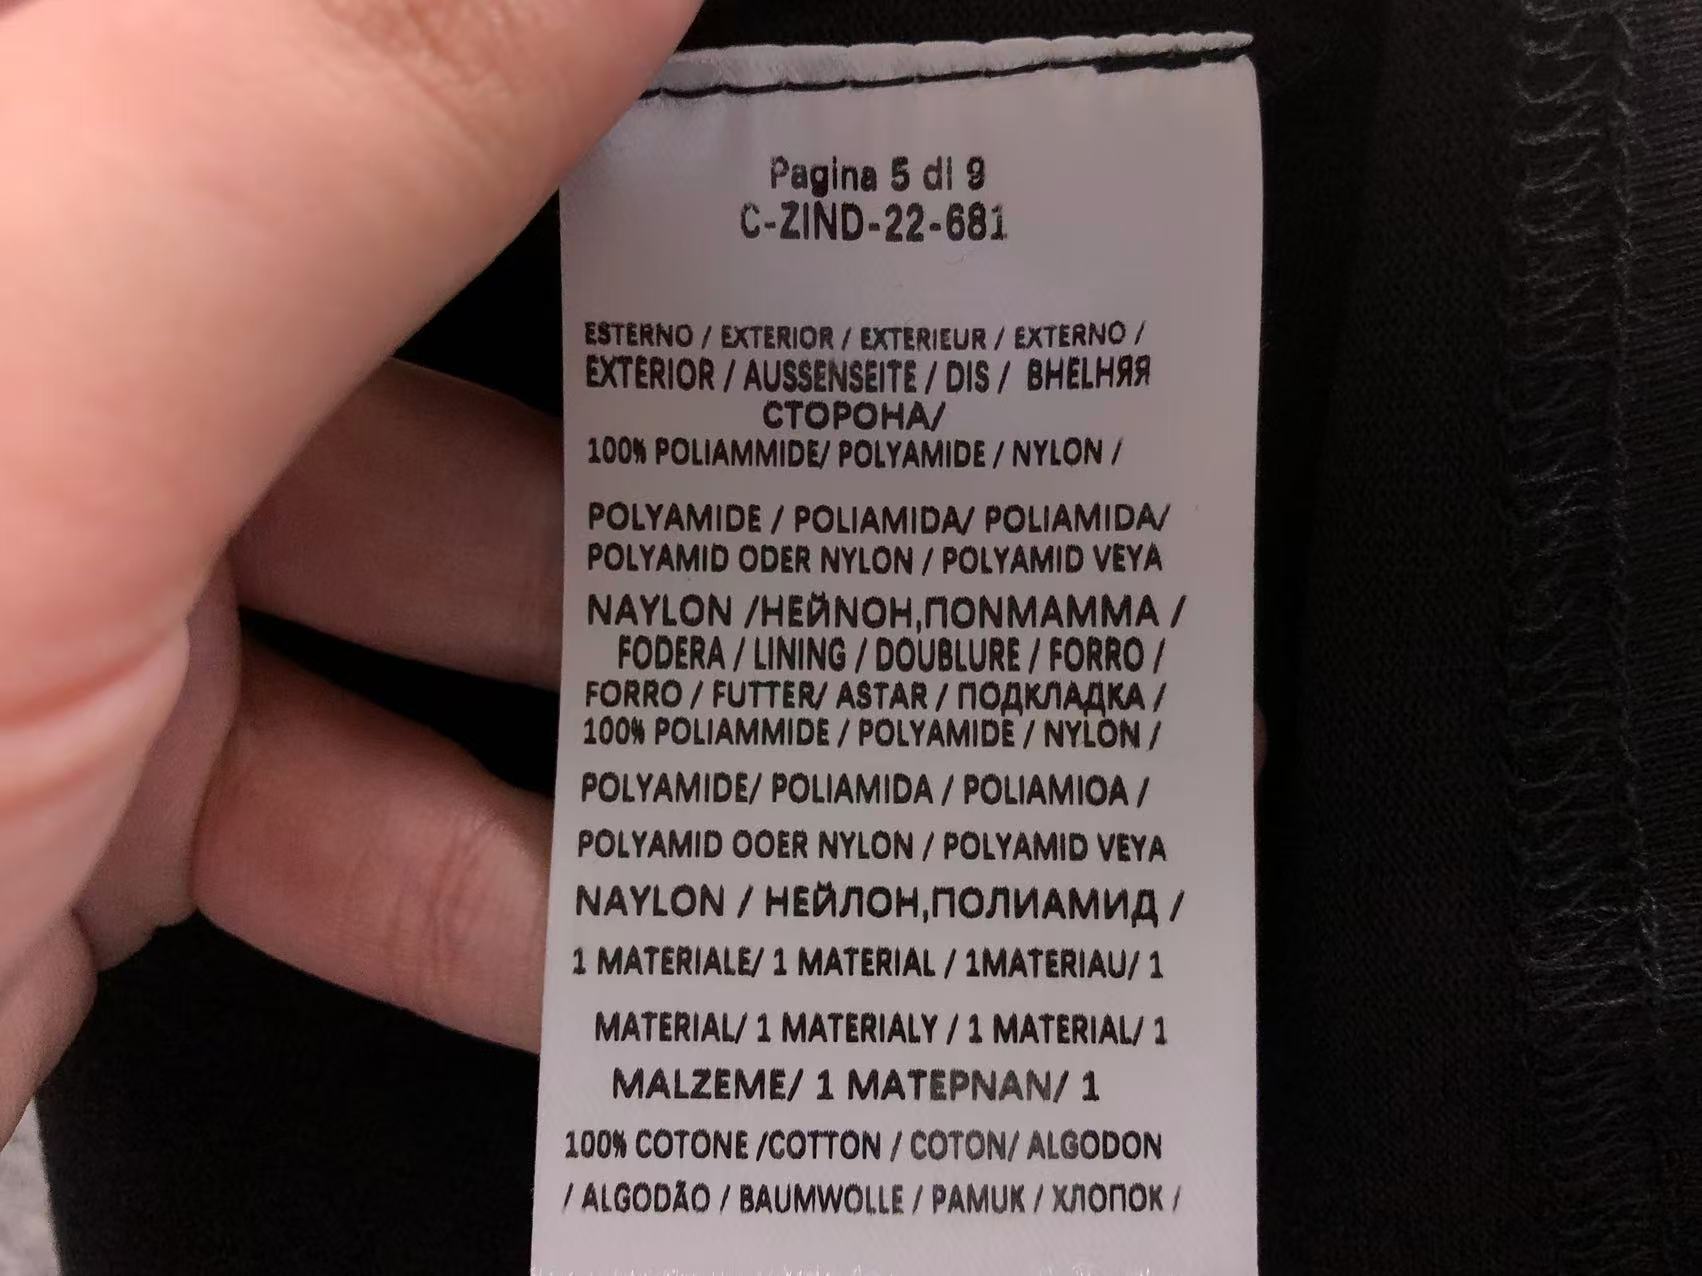 Pagina 5 di 9
C-ZIND-22-681
ESTERNO / EXTERIOR / EXTERIEUR / EXTERNO /
EXTERIOR / AUSSENSEITE / DIS / ВНЕLНЯЯ
СТОРОНА/
100% POLIAMMIDE/ POLYAMIDE / NYLON /
POLYAMIDE / POLIAMIDA/ POLIAMIDA/
POLYAMID ODER NYLON / POLYAMID VEYA
NAYLON /НЕЙNОН,ПОNМАММА /
FODERA / LINING / DOUBLURE / FORRO /
FORRO / FUTTER/ ASTAR / ПОДКЛАДКА /
100% POLIAMMIDE / POLYAMIDE / NYLON /
POLYAMIDE/ POLIAMIDA / POLIAMIOA /
POLYAMID OOER NYLON / POLYAMID VEYA
NAYLON / НЕЙЛОН,ПОЛИАМИД /
1 MATERIALE/ 1 MATERIAL / 1MATERIAU/ 1
MATERIAL/ 1 MATERIALY / 1 MATERIAL/ 1
MALZEME/ 1 MATEPNAN/ 1
100% COTONE /COTTON / COTON/ ALGODON
/ ALGODÃO / BAUMWOLLE / PAMUK / ХЛОПОК /